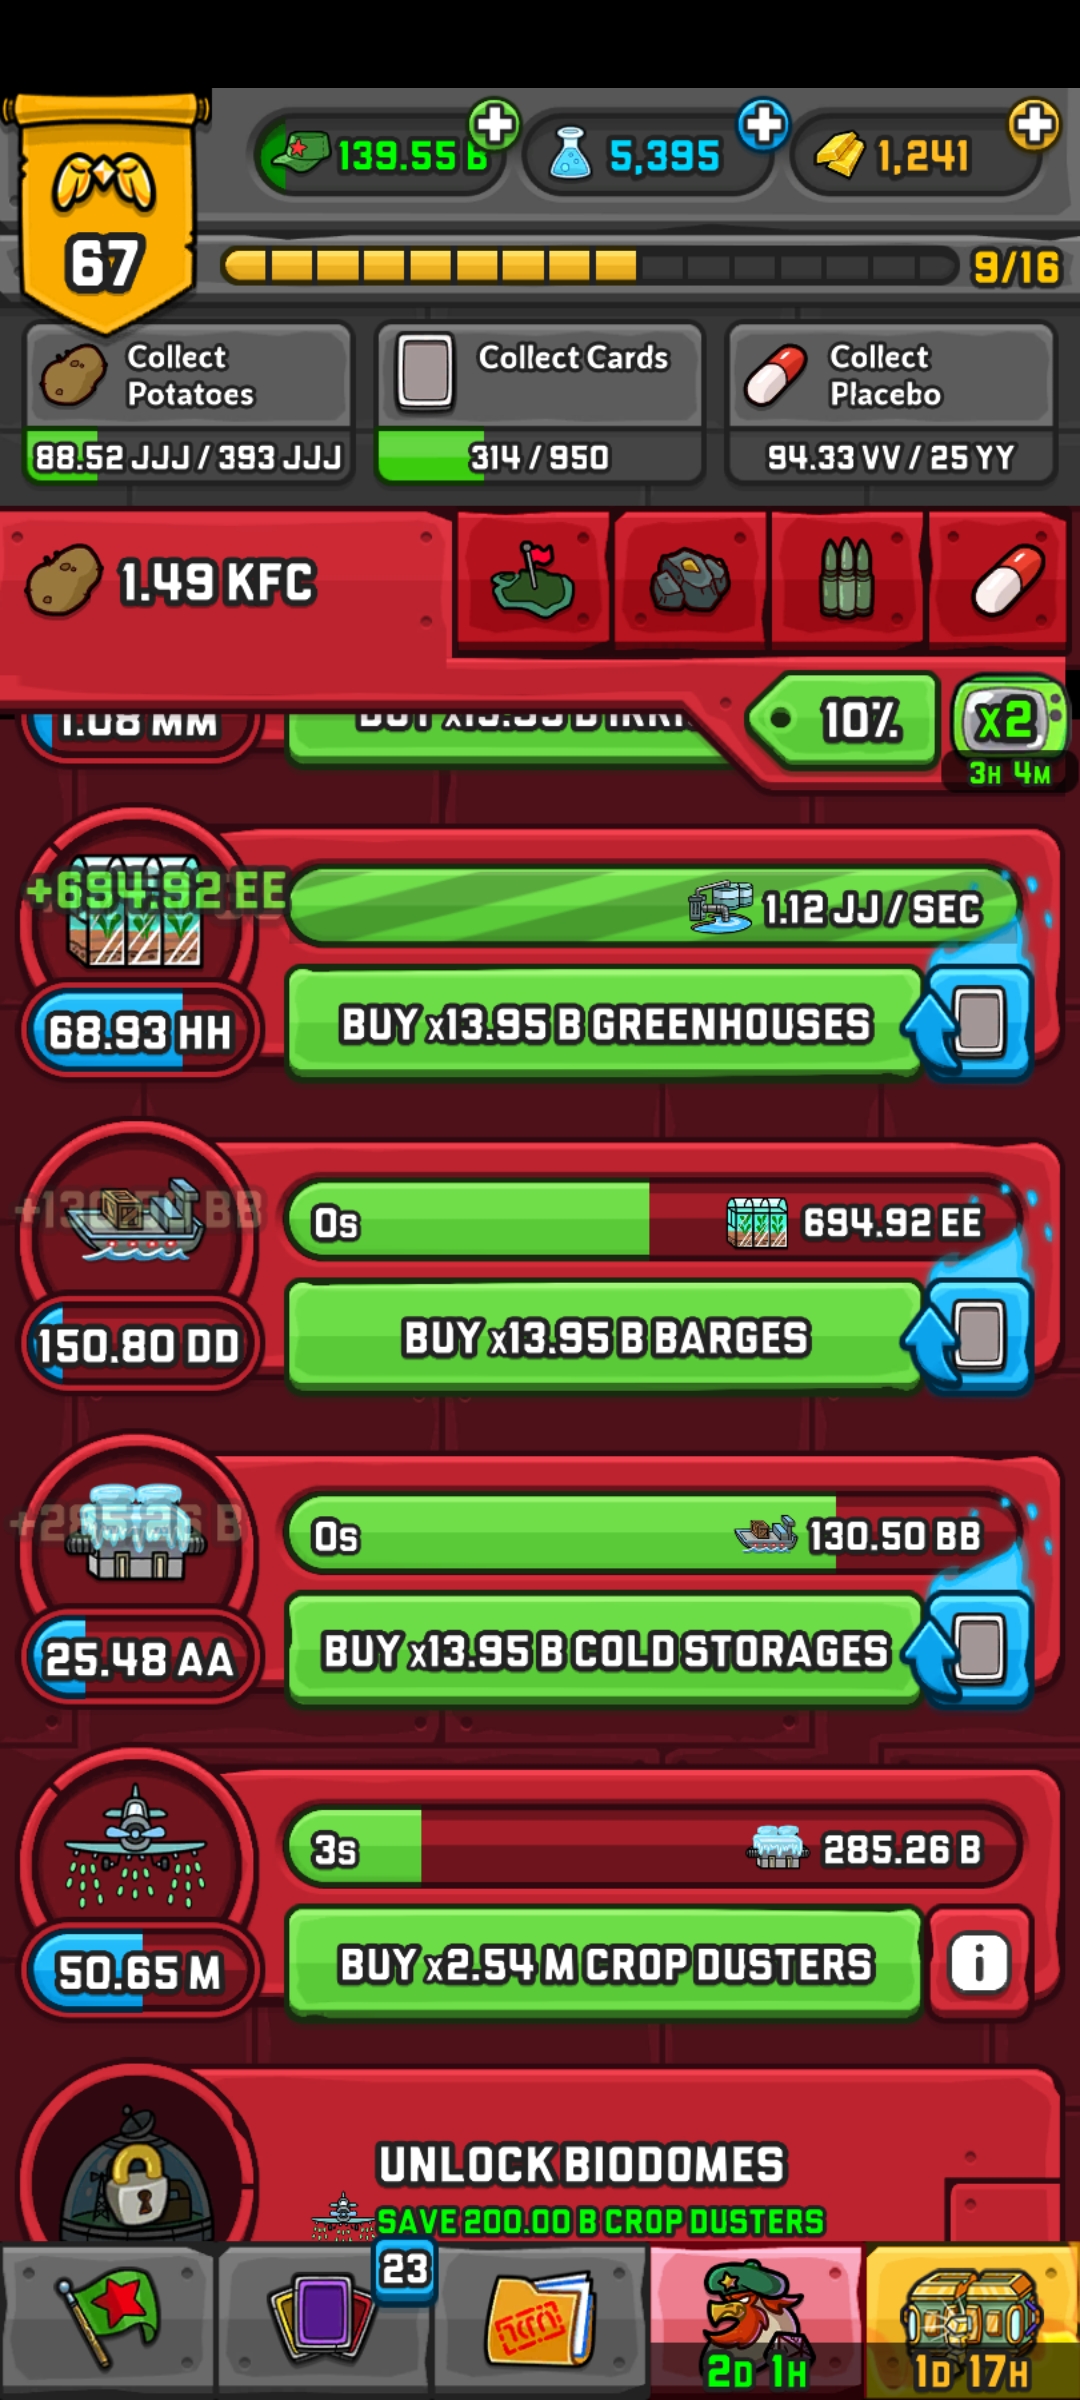 139.55 B
5,395
1,241
67
9/16
Collect
Potatoes
88.52 JJJ / 393 JJJ
Collect Cards
314 / 950
Collect
Placebo
94.33 VV / 25 YY
1.49 KFC
10%
x2
3H 4M
1.08 MM
+694.92 EE
1.12 JJ / SEC
68.93 HH
BUY x13.95 B GREENHOUSES
0s
694.92 EE
150.80 DD
BUY x13.95 B BARGES
+285.26 B
0s
130.50 BB
25.48 AA
BUY x13.95 B COLD STORAGES
3s
285.26 B
50.65 M
BUY x2.54 M CROP DUSTERS
i
UNLOCK BIODOMES
SAVE 200.00 B CROP DUSTERS
23
2D 1H
1D 17H